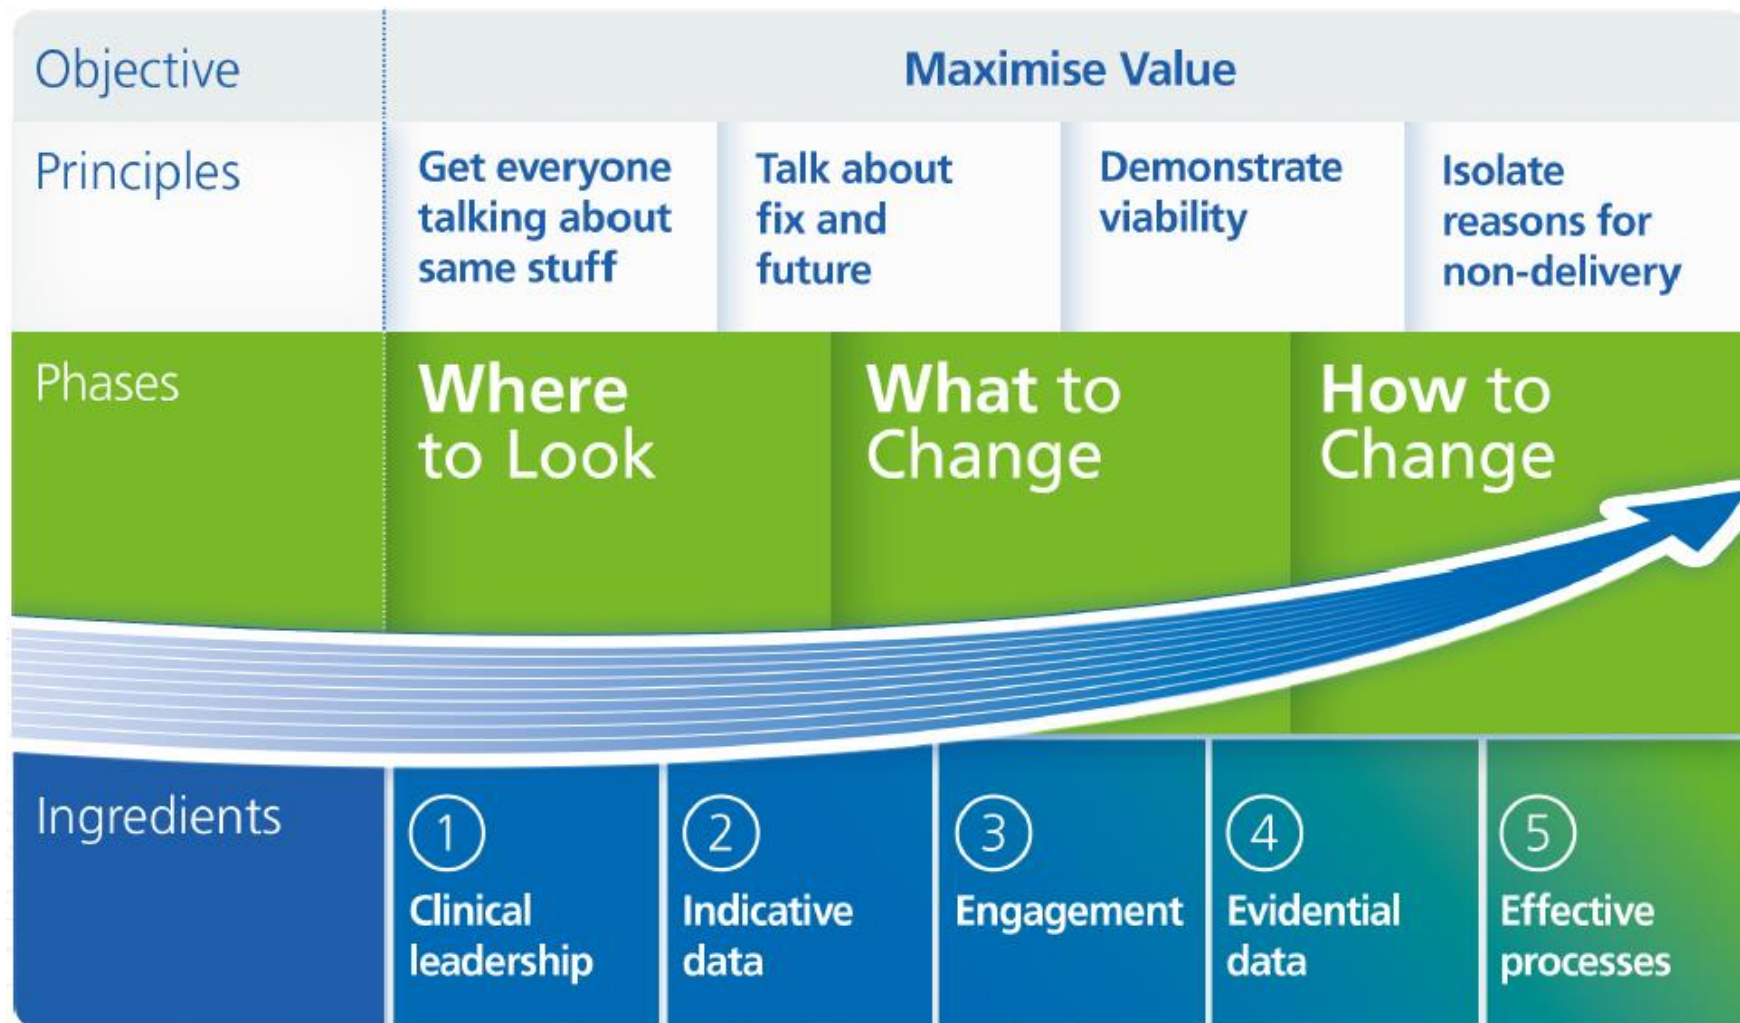 Objective
Maximise Value
Principles
Get everyone
talking about
same stuff
Talk about
fix and
future
Demonstrate
viability
Isolate
reasons for
non-delivery
Phases
Where
to Look
What to
Change
How to
Change
Ingredients
1
Clinical
leadership
2
Indicative
data
3
Engagement
4
Evidential
data
5
Effective
processes